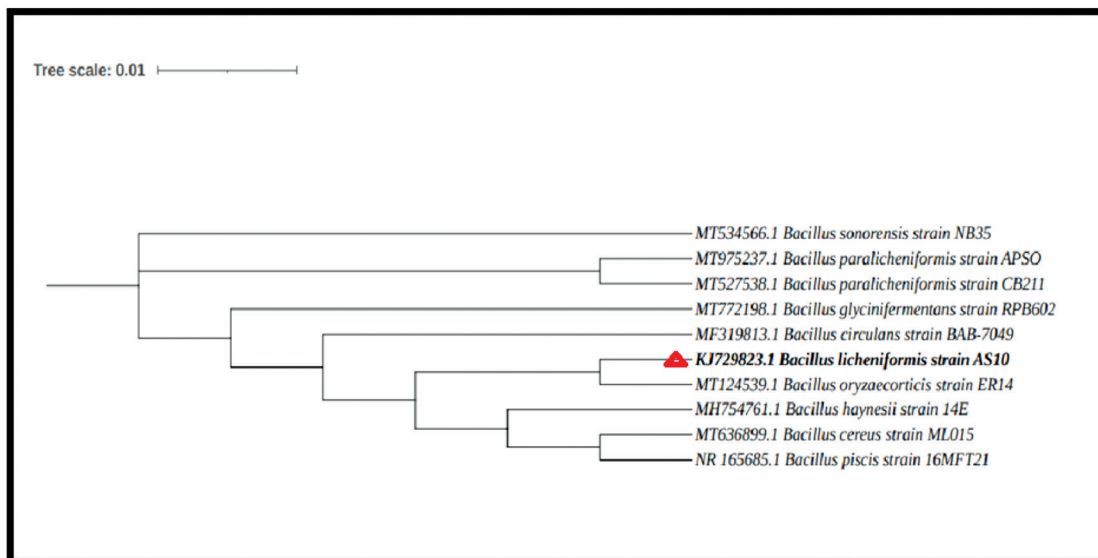 Tree scale: 0.01
MT534566.1 Bacillus sonorensis strain NB35
MT975237.1 Bacillus paralicheniformis strain APSO
MT527538.1 Bacillus paralicheniformis strain CB211
MT772198.1 Bacillus glycinifermentans strain RPB602
MF319813.1 Bacillus circulans strain BAB-7049
KJ729823.1 Bacillus licheniformis strain AS10
MT124539.1 Bacillus oryzaecorticis strain ER14
MH754761.1 Bacillus haynesii strain 14E
MT636899.1 Bacillus cereus strain ML015
NR 165685.1 Bacillus piscis strain 16MFT21